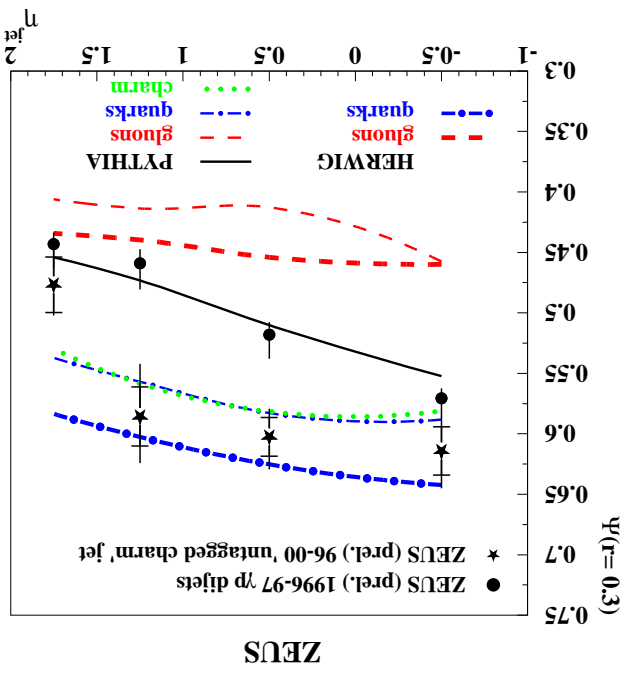 ZEUS
Ψ(r= 0.3)
0.75
0.7
0.65
0.6
0.55
0.5
0.45
0.4
0.35
0.3
ZEUS (prel.) 1996-97 γp dijets
ZEUS (prel.) 96-00 'untagged charm' jet
HERWIG
gluons
quarks
PYTHIA
gluons
quarks
charm
-1 -0.5 0 0.5 1 1.5 2
η jet